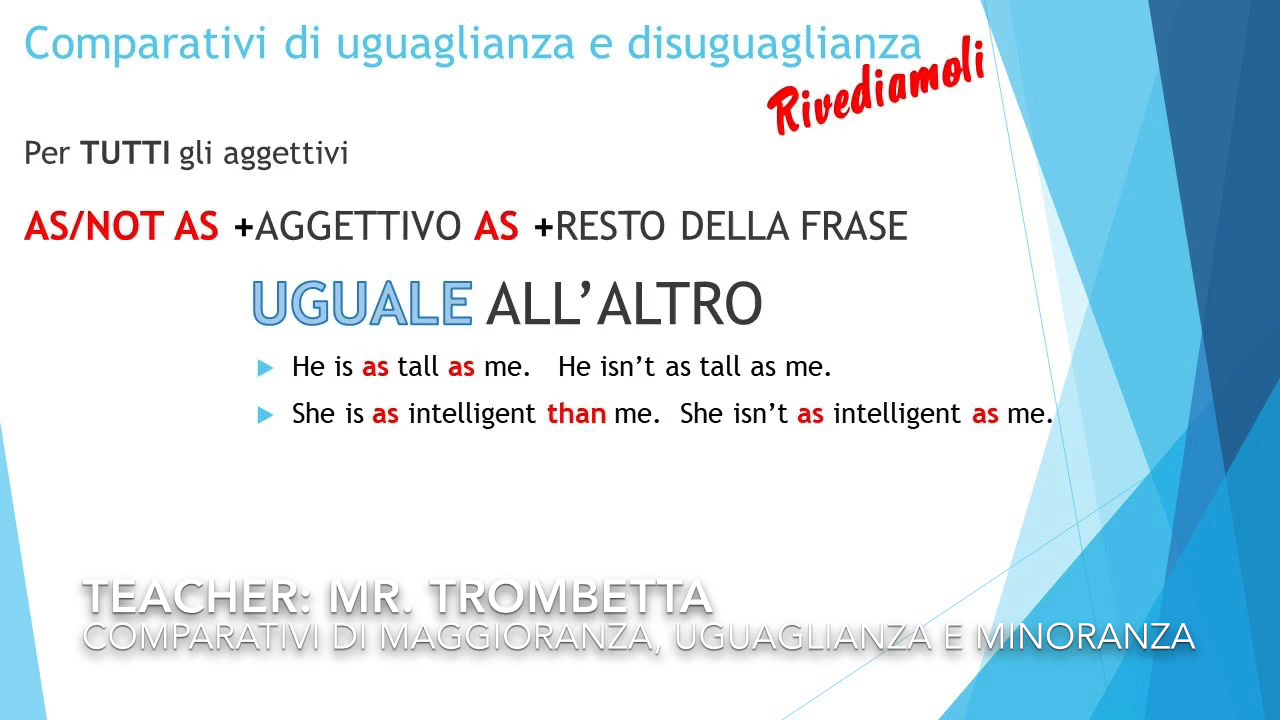 Comparativi di uguaglianza e disuguaglianza
Rivediamoli
Per TUTTI gli aggettivi
AS/NOT AS +AGGETTIVO AS +RESTO DELLA FRASE
UGUALE ALL’ALTRO
He is as tall as me. He isn’t as tall as me.
She is as intelligent than me. She isn’t as intelligent as me.
TEACHER: MR. TROMBETTA
COMPARATIVI DI MAGGIORANZA, UGUAGLIANZA E MINORANZA